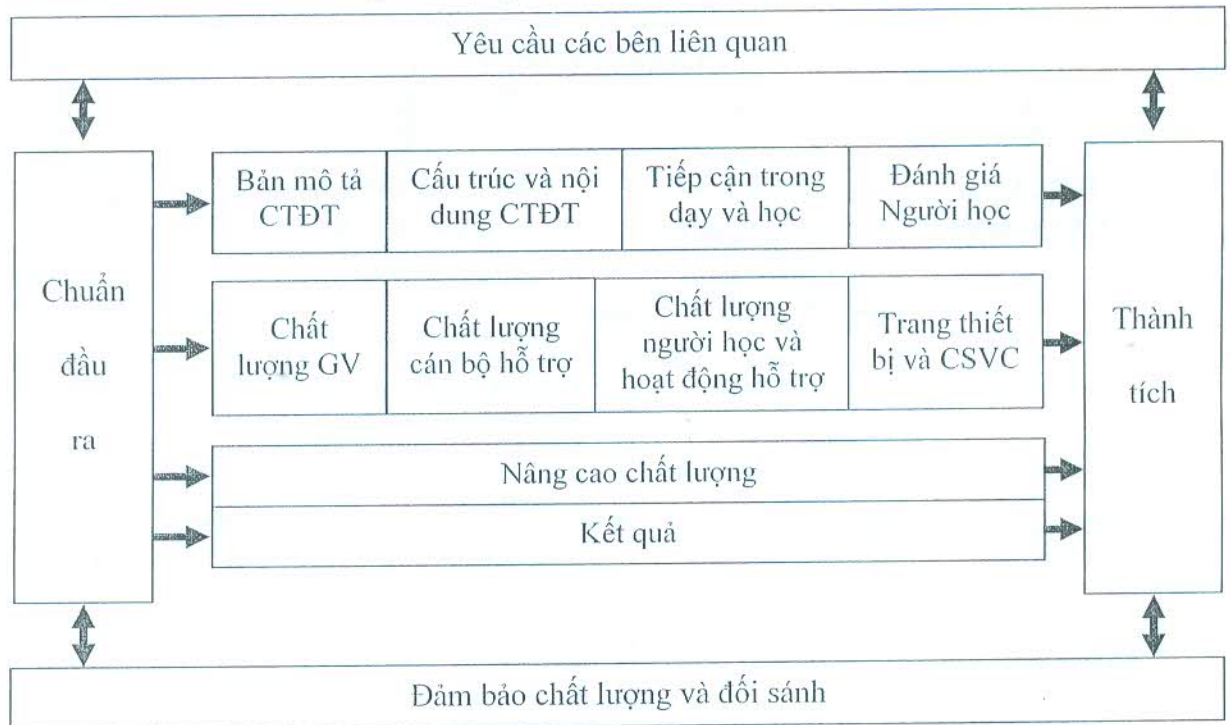 Yêu cầu các bên liên quan
Bản mô tả
CTĐT
Cấu trúc và nội
dung CTĐT
Tiếp cận trong
dạy và học
Đánh giá
Người học
Chuẩn
đầu
ra
Chất
lượng GV
Chất lượng
cán bộ hỗ trợ
Chất lượng
người học và
hoạt động hỗ trợ
Trang thiết
bị và CSVC
Thành
tích
Nâng cao chất lượng
Kết quả
Đảm bảo chất lượng và đối sánh